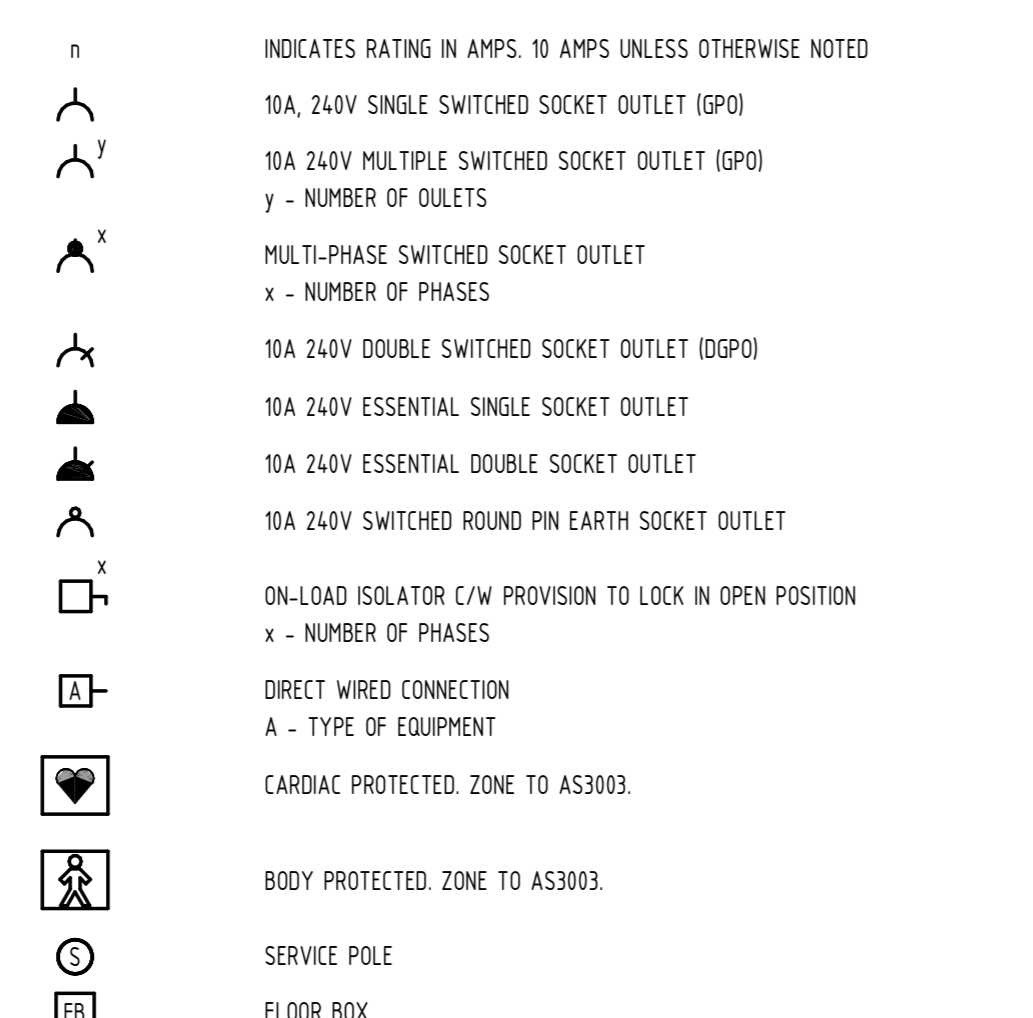 n INDICATES RATING IN AMPS. 10 AMPS UNLESS OTHERWISE NOTED
10A, 240V SINGLE SWITCHED SOCKET OUTLET (GPO)
y
10A 240V MULTIPLE SWITCHED SOCKET OUTLET (GPO)
y - NUMBER OF OULETS
x
MULTI-PHASE SWITCHED SOCKET OUTLET
x - NUMBER OF PHASES
10A 240V DOUBLE SWITCHED SOCKET OUTLET (DGPO)
10A 240V ESSENTIAL SINGLE SOCKET OUTLET
10A 240V ESSENTIAL DOUBLE SOCKET OUTLET
10A 240V SWITCHED ROUND PIN EARTH SOCKET OUTLET
x
ON-LOAD ISOLATOR C/W PROVISION TO LOCK IN OPEN POSITION
x - NUMBER OF PHASES
A DIRECT WIRED CONNECTION
A - TYPE OF EQUIPMENT
CARDIAC PROTECTED. ZONE TO AS3003.
BODY PROTECTED. ZONE TO AS3003.
S SERVICE POLE
FB FLOOR BOX